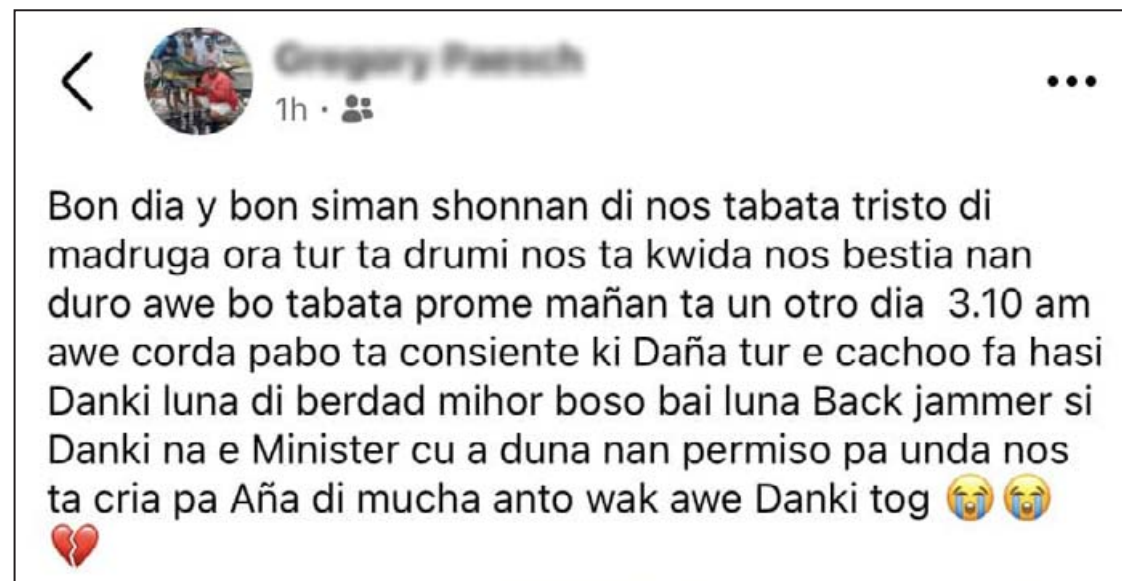 1h
Bon dia y bon siman shonnan di nos tabata tristo di
madruga ora tur ta drumi nos ta kwida nos bestia nan
duro awe bo tabata prome mañan ta un otro dia 3.10 am
awe corda pabo ta consiente ki Daña tur e cachoo fa hasi
Danki luna di berdad mihor boso bai luna Back jammer si
Danki na e Minister cu a duna nan permiso pa unda nos
ta cria pa Aña di mucha anto wak awe Danki tog 😭😭
💔